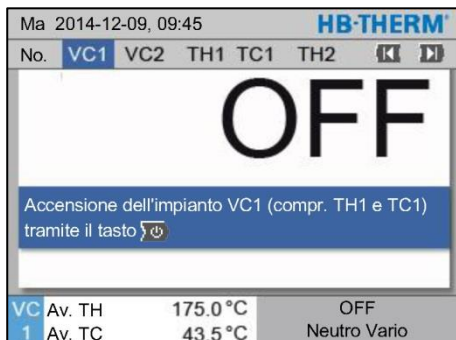 Ma 2014-12-09, 09:45 HB-THERM®
No. VC1 VC2 TH1 TC1 TH2
OFF
Accensione dell'impianto VC1 (compr. TH1 e TC1)
tramite il tasto
VC Av. TH 175.0 °C OFF
1 Av. TC 43.5 °C Neutro Vario